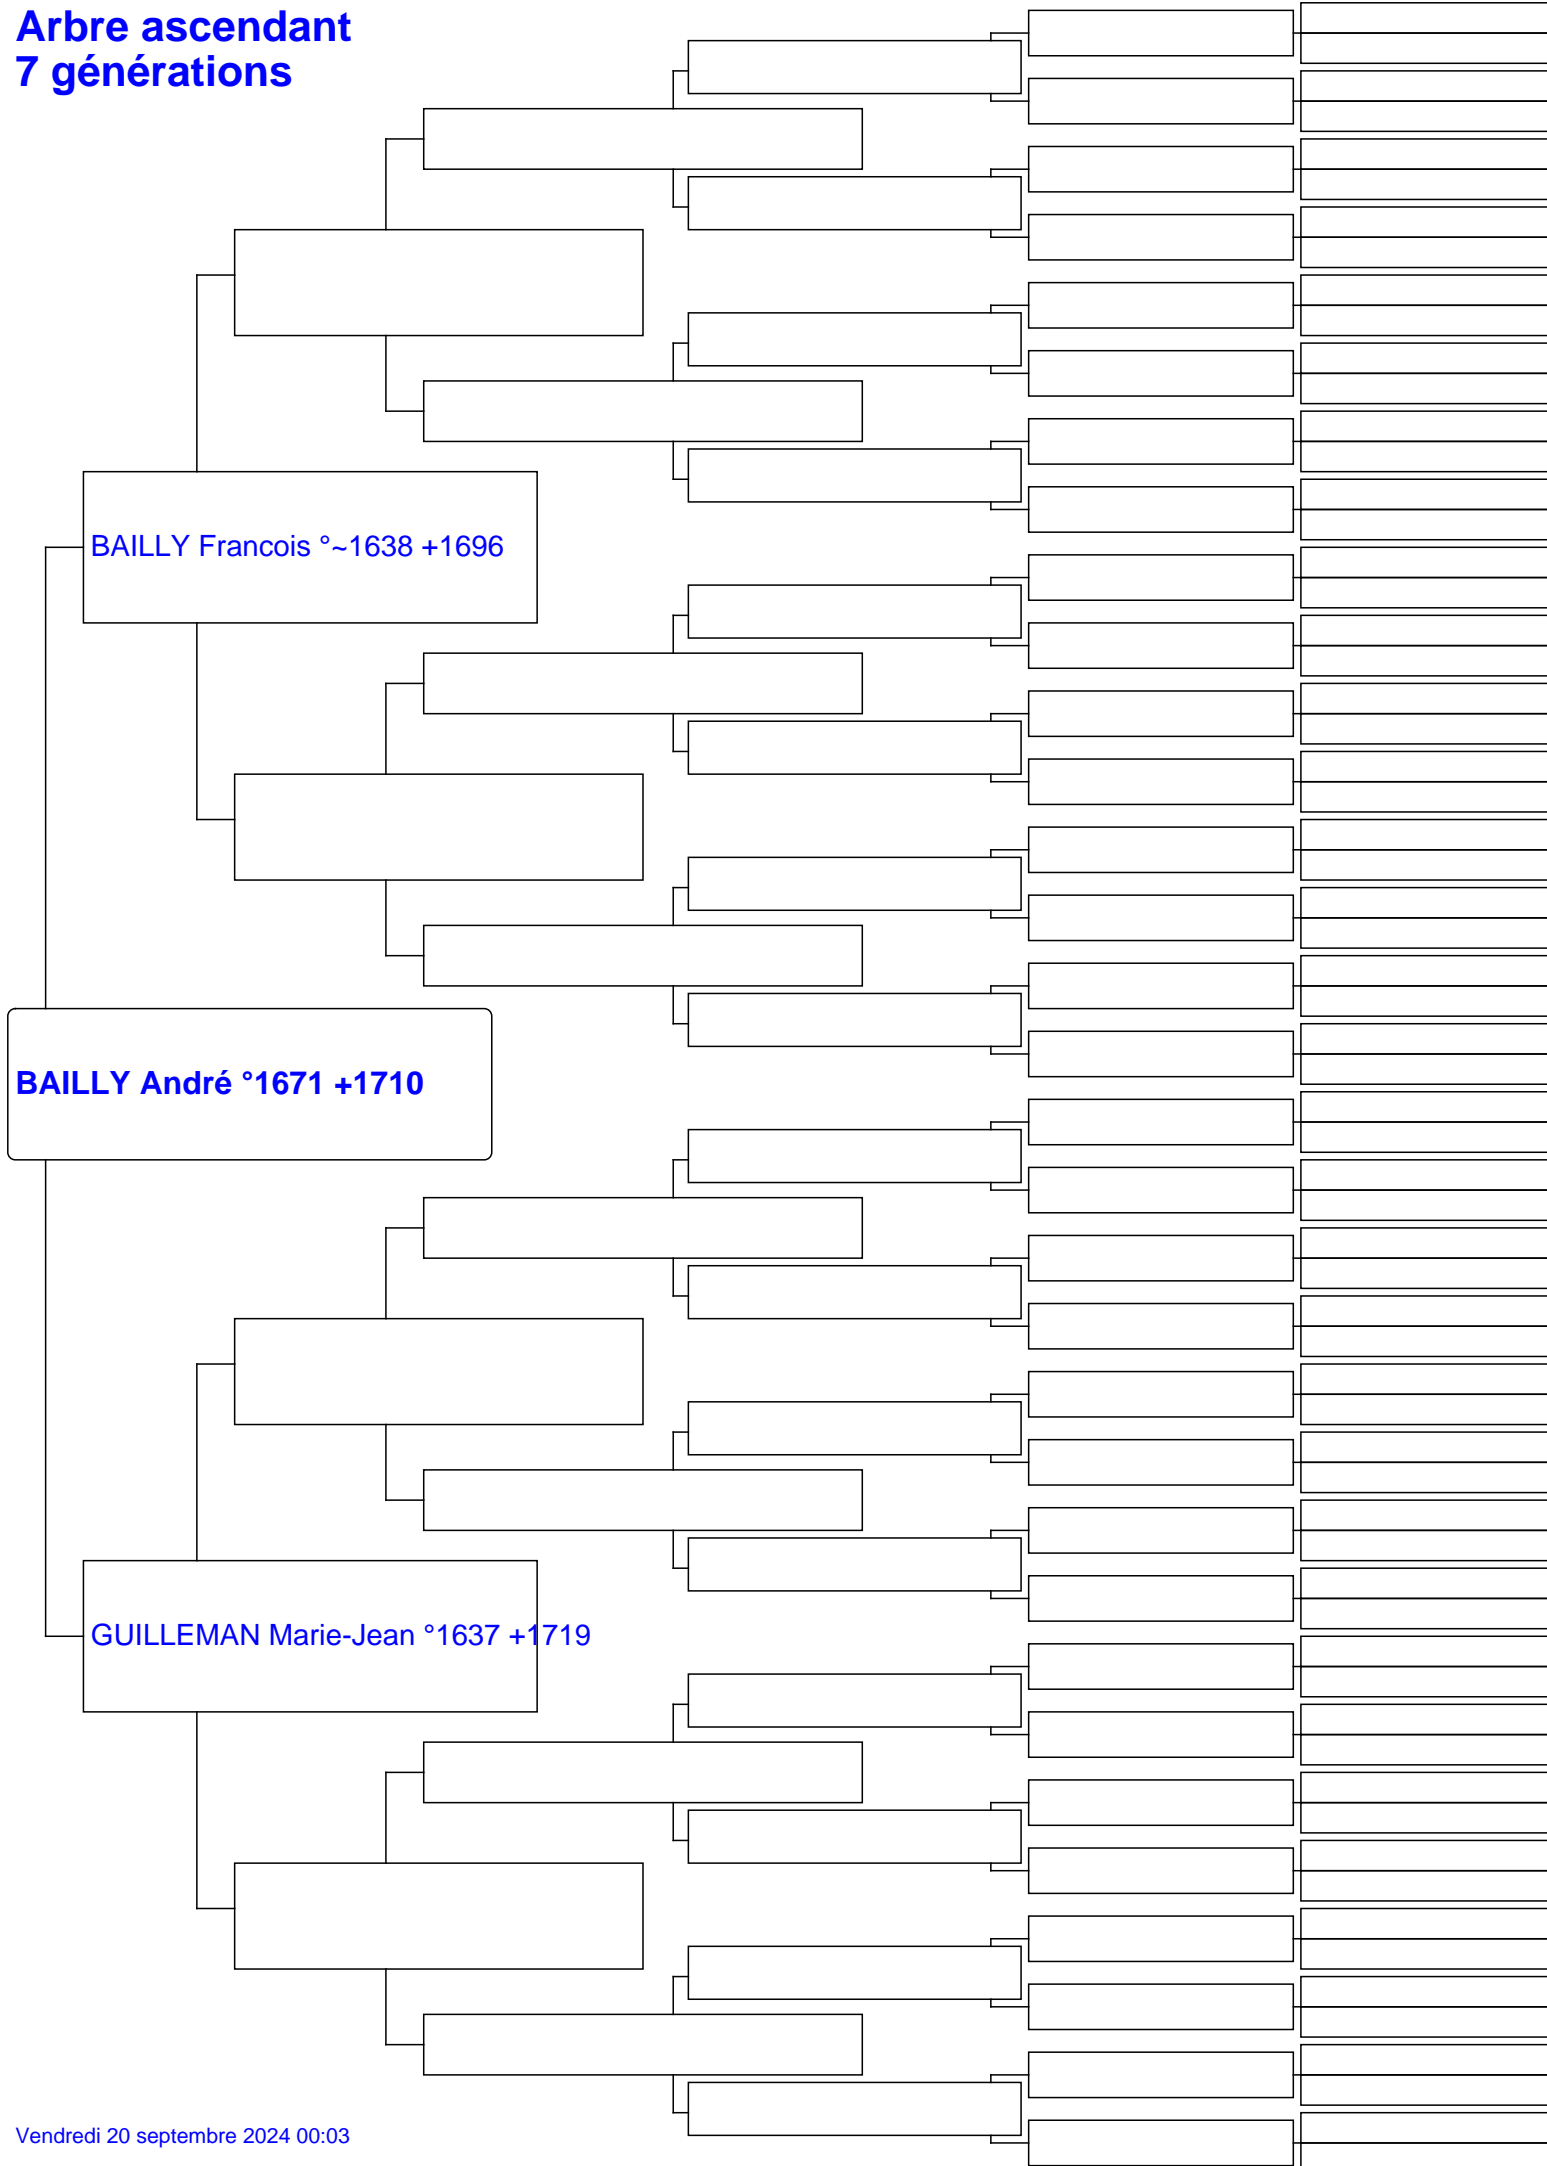 Arbre ascendant
7 générations
BAILLY Francois °~1638 +1696
BAILLY André °1671 +1710
GUILLEMAN Marie-Jean °1637 +1719
Vendredi 20 septembre 2024 00:03